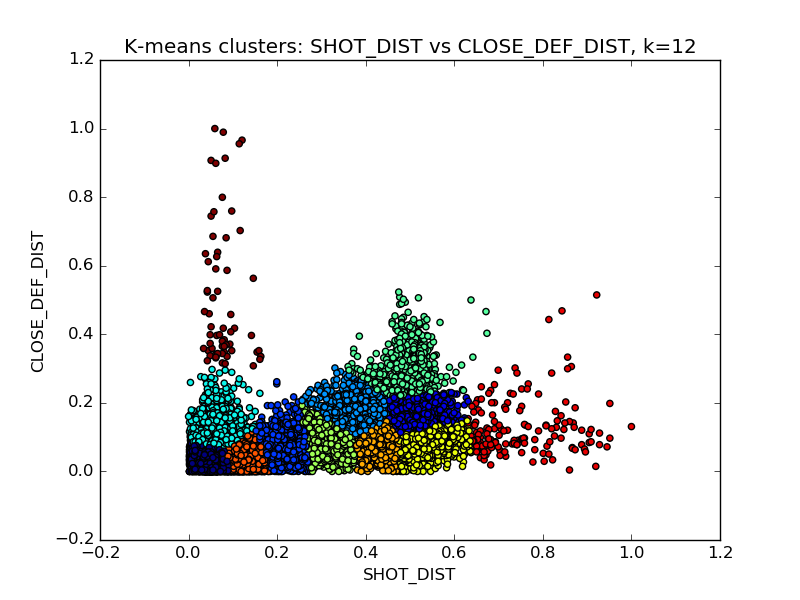 K-means clusters: SHOT_DIST vs CLOSE_DEF_DIST, k=12
1.2
1.0
0.8
0.6
0.4
0.2
0.0
−0.2
CLOSE_DEF_DIST
−0.2 0.0 0.2 0.4 0.6 0.8 1.0 1.2
SHOT_DIST